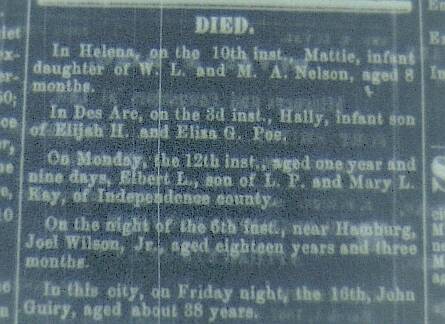 DIED.
In Helena, on the 10th inst., Mattie, infant
daughter of W. L. and M. A. Nelson, aged 8
months.
In Des Arc, on the 3d inst., Hally, infant son
of Elijah H. and Eliza G. Poe.
On Monday, the 12th inst., aged one year and
nine days, Elbert L., son of L. P. and Mary L.
Kay, of Independence county.
On the night of the 6th inst., near Hamburg,
Joel Wilson, Jr., aged eighteen years and three
months.
In this city, on Friday night, the 16th, John
Guiry, aged about 38 years.